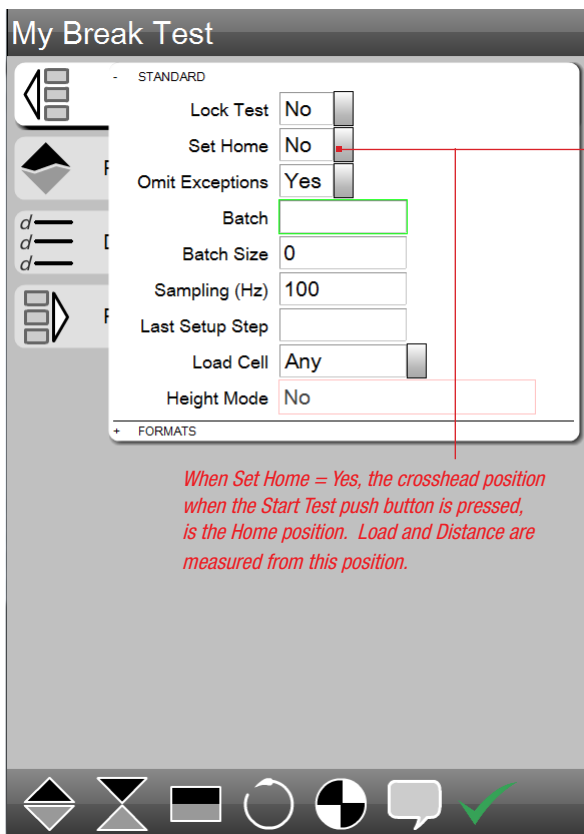 My Break Test
- STANDARD
Lock Test No
Set Home No
Omit Exceptions Yes
Batch
Batch Size 0
Sampling (Hz) 100
Last Setup Step
Load Cell Any
Height Mode No
+ FORMATS
d
d
d
When Set Home = Yes, the crosshead position
when the Start Test push button is pressed,
is the Home position. Load and Distance are
measured from this position.